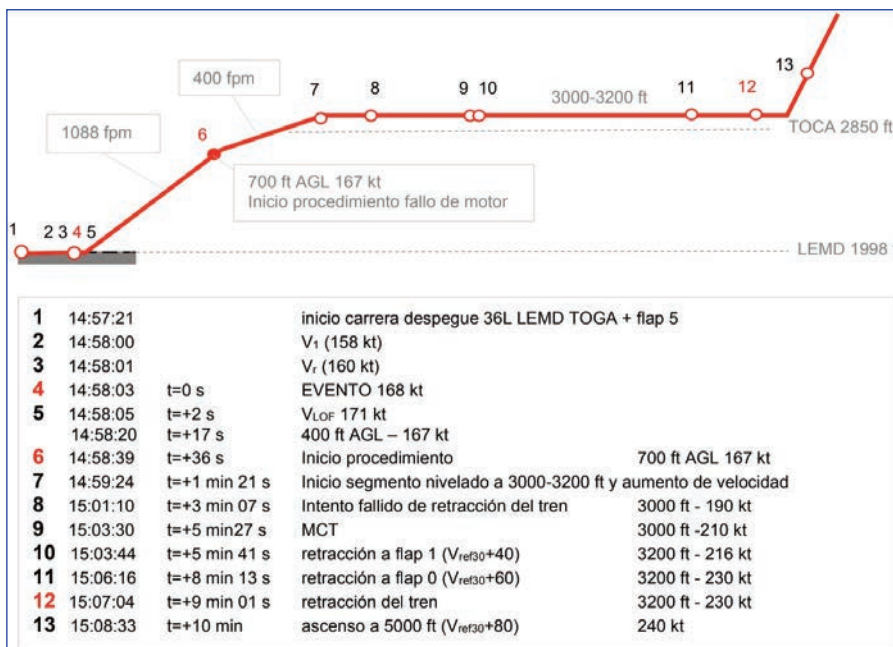 13
400 fpm
7
8
9
10
3000-3200 ft
11
12
1088 fpm
6
TOCA 2850 ft
700 ft AGL 167 kt
Inicio procedimiento fallo de motor
1
2 3 4 5
LEMD 1998
1 14:57:21 inicio carrera despegue 36L LEMD TOGA + flap 5
2 14:58:00 V1 (158 kt)
3 14:58:01 Vr (160 kt)
4 14:58:03 t=0 s EVENTO 168 kt
5 14:58:05 t=+2 s VLOF 171 kt
14:58:20 t=+17 s 400 ft AGL – 167 kt
6 14:58:39 t=+36 s Inicio procedimiento 700 ft AGL 167 kt
7 14:59:24 t=+1 min 21 s Inicio segmento nivelado a 3000-3200 ft y aumento de velocidad
8 15:01:10 t=+3 min 07 s Intento fallido de retracción del tren 3000 ft - 190 kt
9 15:03:30 t=+5 min27 s MCT 3000 ft -210 kt
10 15:03:44 t=+5 min 41 s retracción a flap 1 (Vref30+40) 3200 ft - 216 kt
11 15:06:16 t=+8 min 13 s retracción a flap 0 (Vref30+60) 3200 ft - 230 kt
12 15:07:04 t=+9 min 01 s retracción del tren 3200 ft - 230 kt
13 15:08:33 t=+10 min ascenso a 5000 ft (Vref30+80) 240 kt